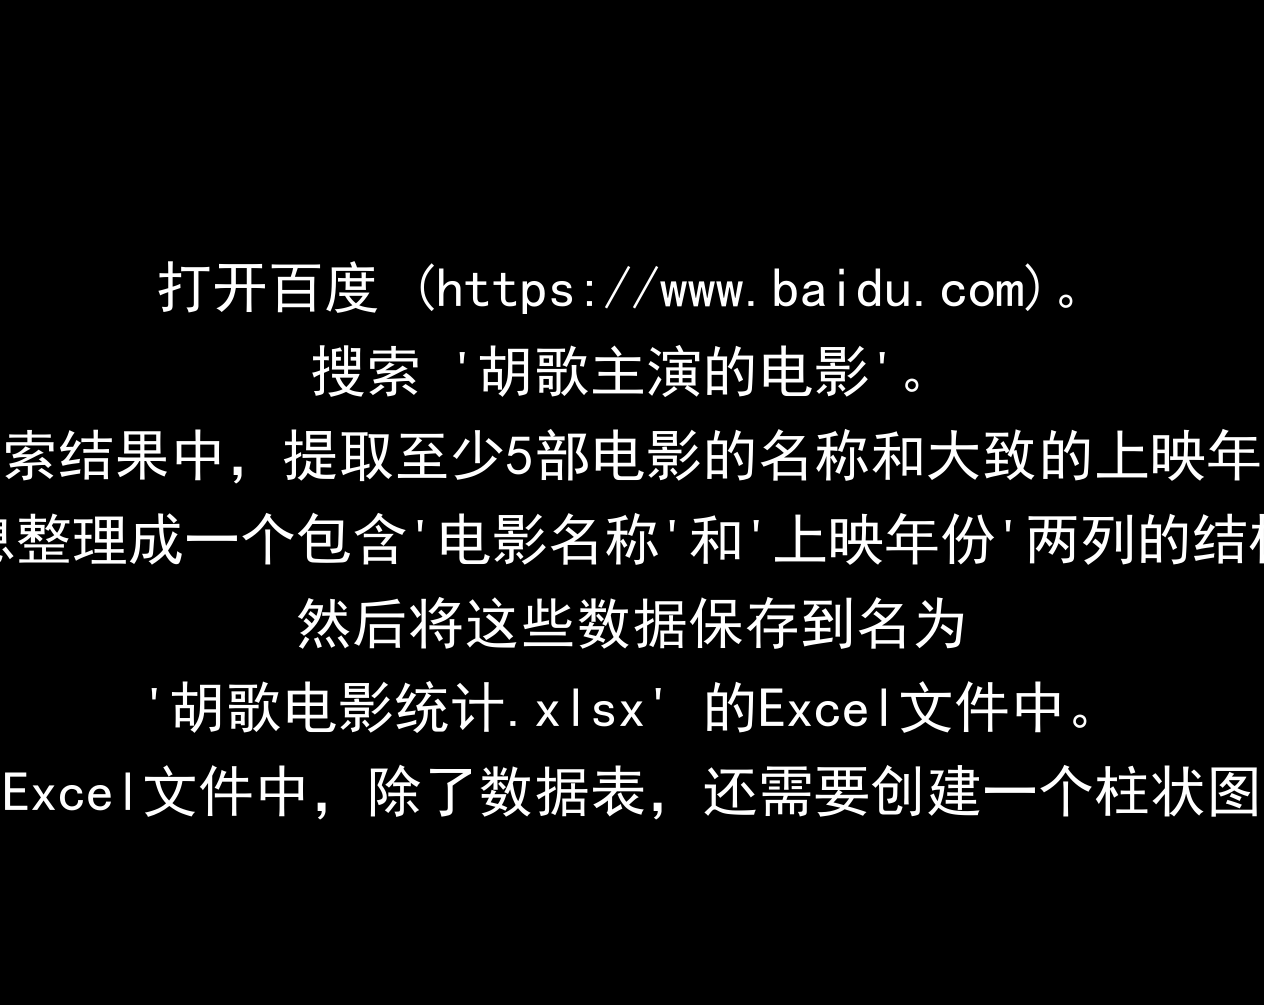 打开百度 (https://www.baidu.com)。
搜索 '胡歌主演的电影'。
索结果中，提取至少5部电影的名称和大致的上映年
整理成一个包含'电影名称'和'上映年份'两列的结
然后将这些数据保存到名为
'胡歌电影统计.xlsx' 的Excel文件中。
Excel文件中，除了数据表，还需要创建一个柱状图